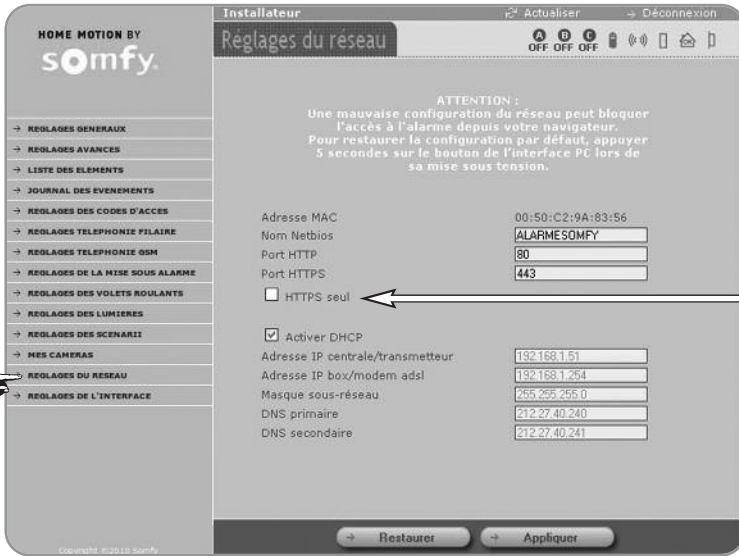 Installateur
Actualiser
→ Déconnexion
HOME MOTION BY
somfy.
Réglages du réseau
A B C
OFF OFF OFF
ATTENTION :
Une mauvaise configuration du réseau peut bloquer
l'accès à l'alarme depuis votre navigateur.
Pour restaurer la configuration par défaut, appuyer
5 secondes sur le bouton de l'interface PC lors de
sa mise sous tension.
→ REGLAGES GENERAUX
→ REGLAGES AVANCES
→ LISTE DES ELEMENTS
→ JOURNAL DES EVENEMENTS
→ REGLAGES DES CODES D'ACCES
→ REGLAGES TELEPHONIE FILAIRE
→ REGLAGES TELEPHONIE GSM
→ REGLAGES DE LA MISE SOUS ALARME
→ REGLAGES DES VOLETS ROULANTS
→ REGLAGES DES LUMIERES
→ REGLAGES DES SCENARII
→ MES CAMERAS
→ REGLAGES DU RESEAU
→ REGLAGES DE L'INTERFACE
Adresse MAC 00:50:C2:9A:83:56
Nom Netbios ALARMESOMFY
Port HTTP 80
Port HTTPS 443
HTTPS seul
Activer DHCP
Adresse IP centrale/transmetteur 192.168.1.51
Adresse IP box/modem adsl 192.168.1.254
Masque sous-réseau 255.255.255.0
DNS primaire 212.27.40.240
DNS secondaire 212.27.40.241
→ Restaurer
→ Appliquer
Copyright ©2010 Somfy